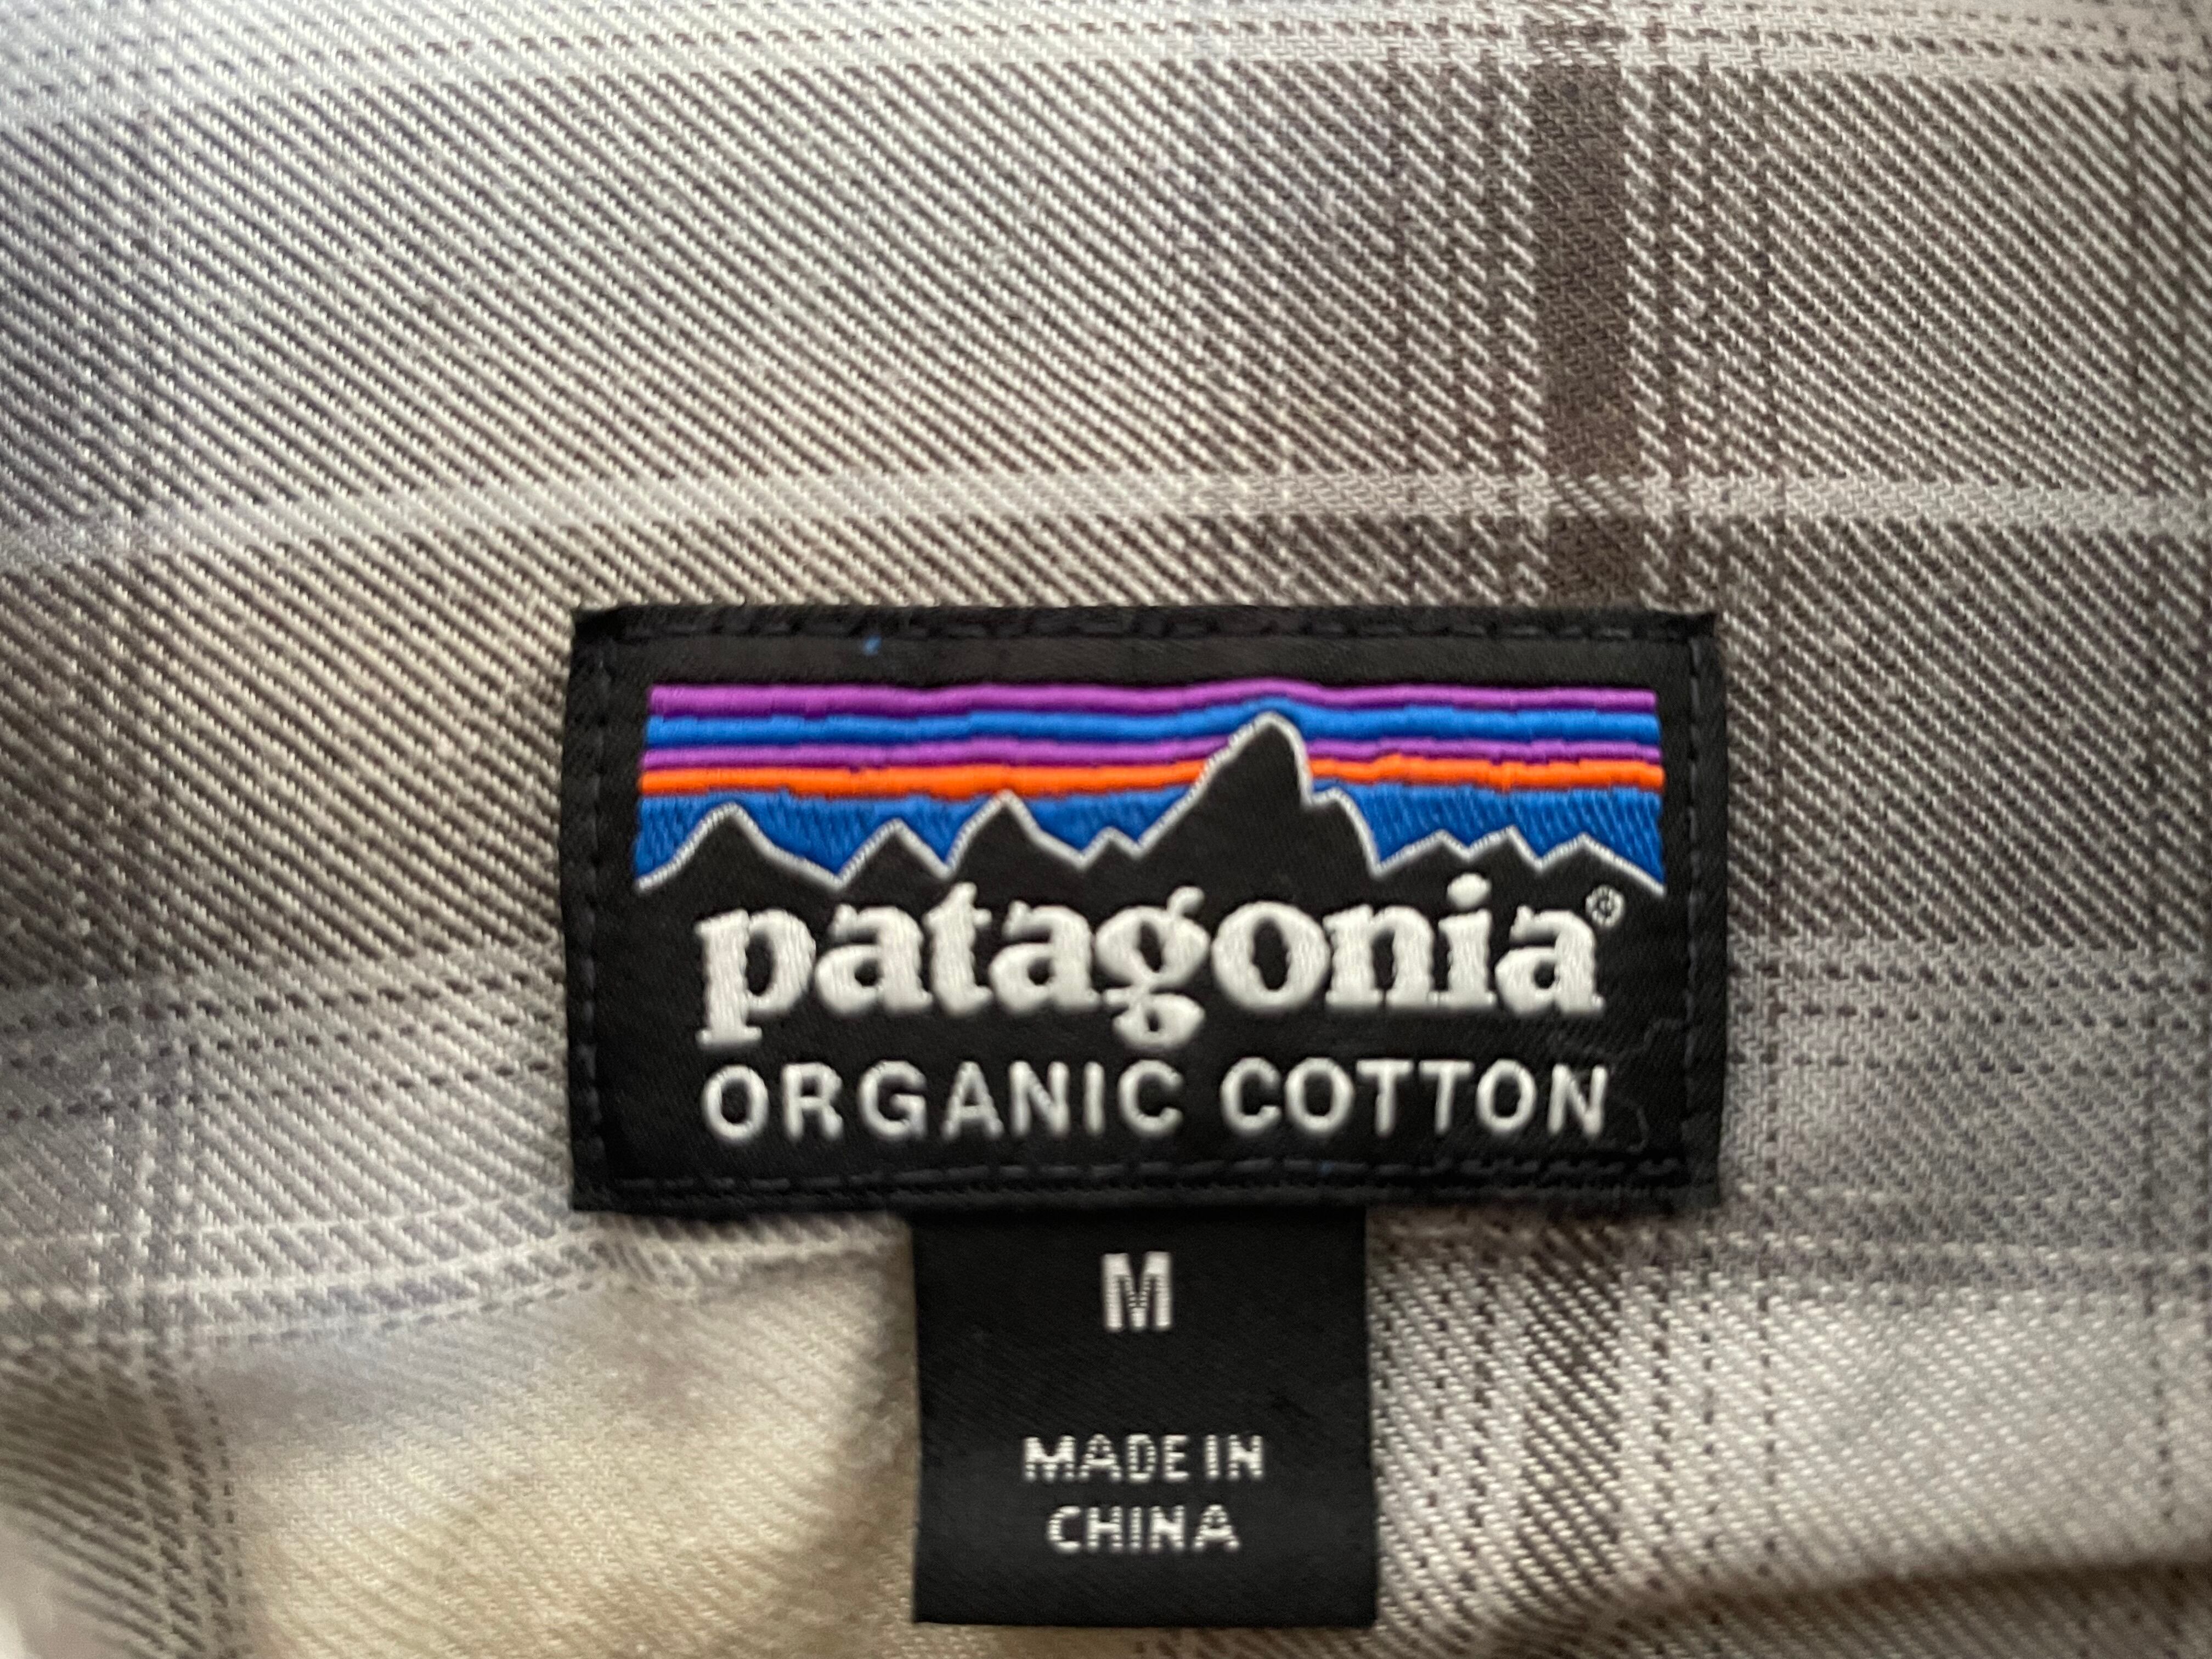 patagonia®
ORGANIC COTTON
M
MADE IN
CHINA